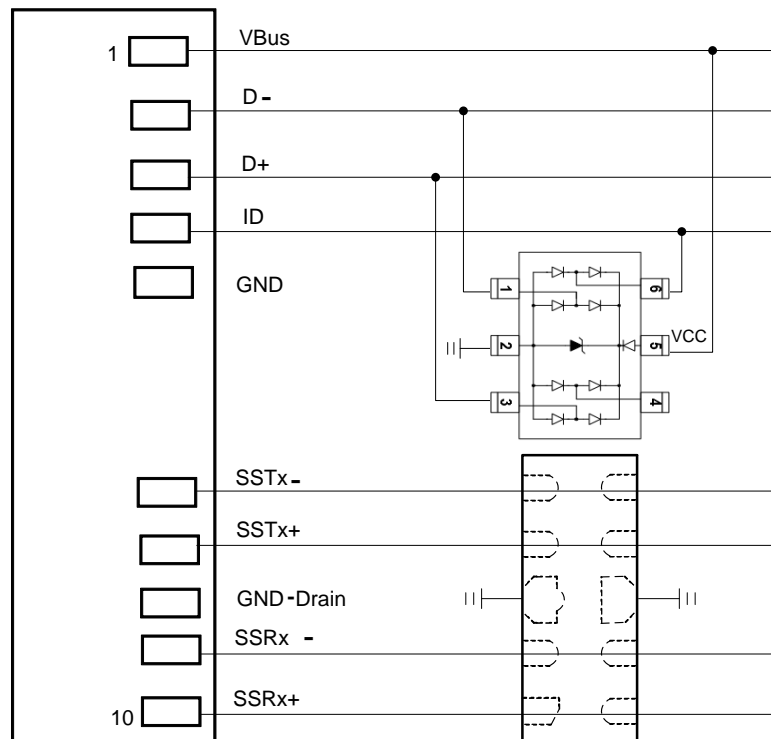 1 VBus
D-
D+
ID
GND
1 6
2 5 VCC
3 4
SSTx-
SSTx+
GND-Drain
SSRx -
10 SSRx+